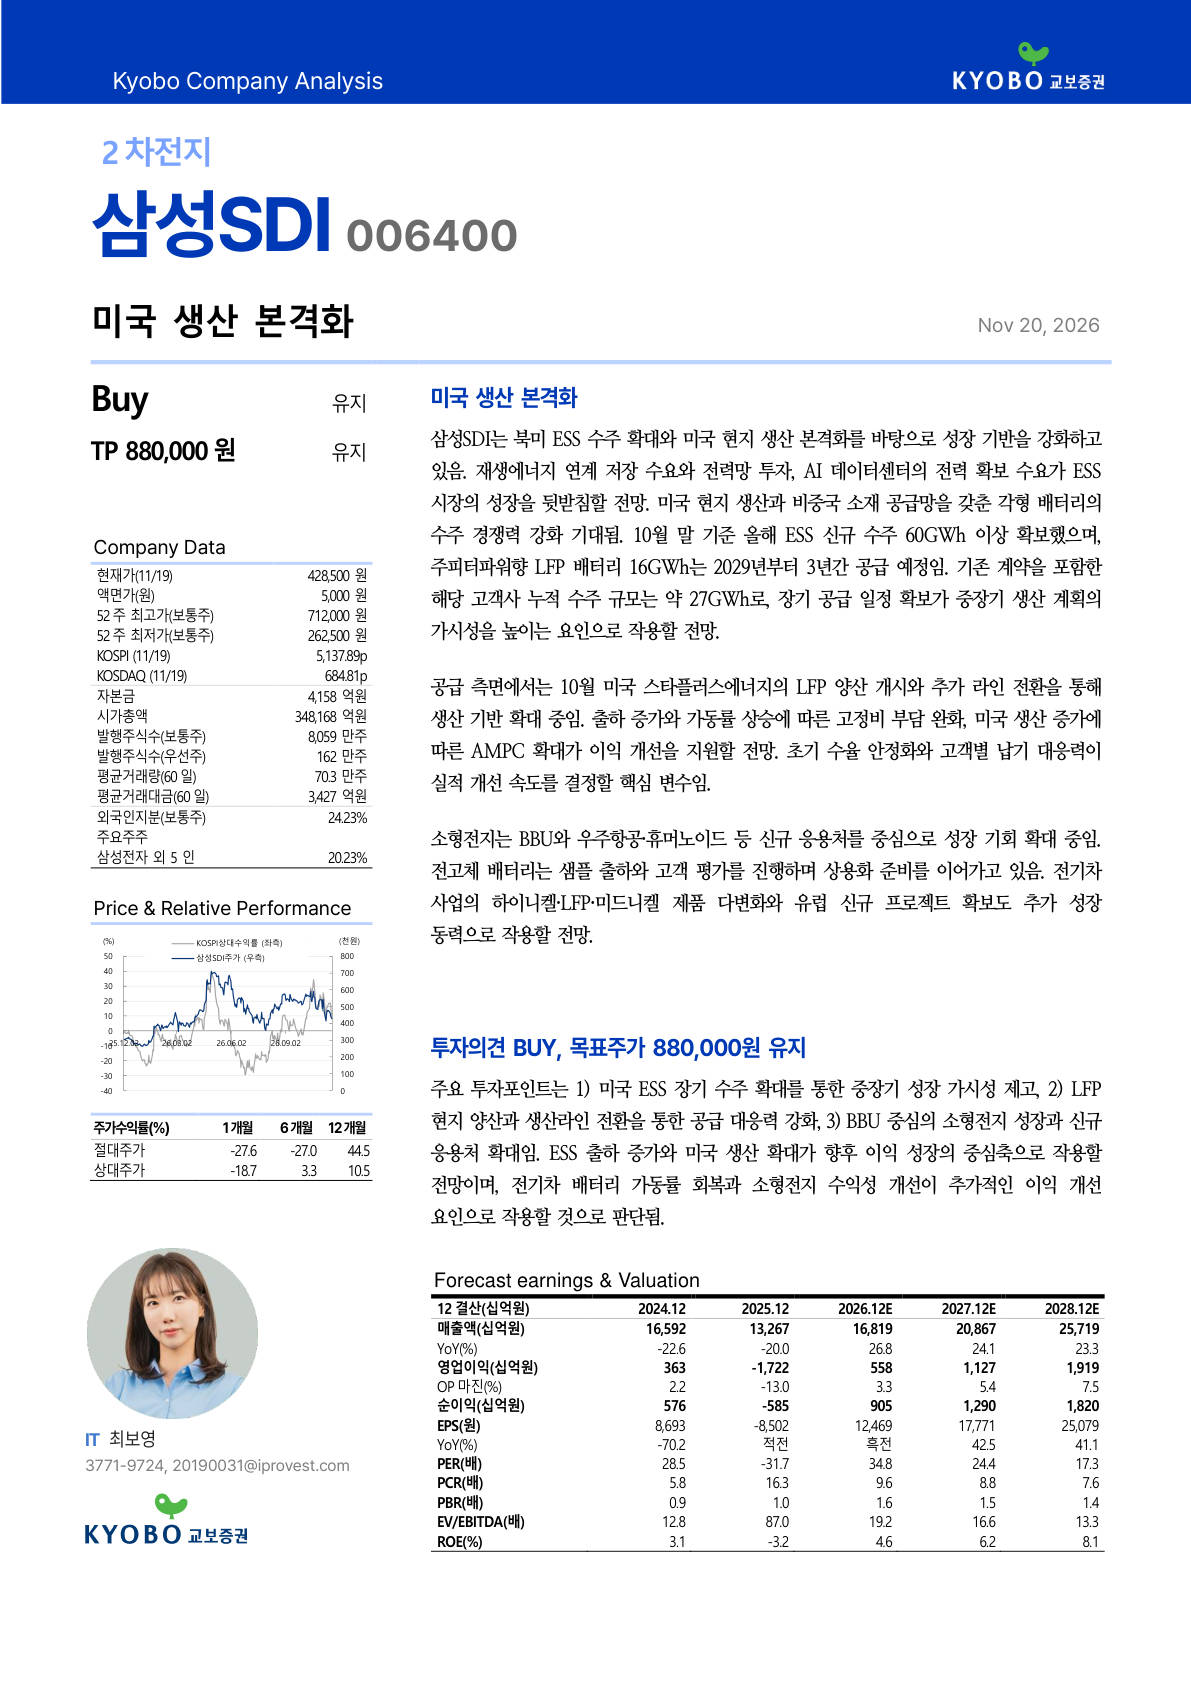 Kyobo Company Analysis
KYOBO 교보증권
2차전지
삼성SDI 006400
미국 생산 본격화
Nov 20, 2026
Buy 유지
TP 880,000 원 유지
Company Data
현재가(11/19) 428,500 원
액면가(원) 5,000 원
52 주 최고가(보통주) 712,000 원
52 주 최저가(보통주) 262,500 원
KOSPI (11/19) 5,137.89p
KOSDAQ (11/19) 684.81p
자본금 4,158 억원
시가총액 348,168 억원
발행주식수(보통주) 8,059 만주
발행주식수(우선주) 162 만주
평균거래량(60 일) 70.3 만주
평균거래대금(60 일) 3,427 억원
외국인지분(보통주) 24.23%
주요주주
삼성전자 외 5 인 20.23%
Price & Relative Performance
(%) KOSPI상대수익률 (좌측) (천원)
삼성SDI주가 (우측)
50 800
40 700
30 600
20 500
10 400
0 300
-10 200
-20 100
-30 0
-40
25.12.02 26.03.02 26.06.02 26.09.02
주가수익률(%) 1개월 6개월 12개월
절대주가 -27.6 -27.0 44.5
상대주가 -18.7 3.3 10.5
IT 최보영
3771-9724, 20190031@iprovest.com
KYOBO 교보증권
미국 생산 본격화
삼성SDI는 북미 ESS 수주 확대와 미국 현지 생산 본격화를 바탕으로 성장 기반을 강화하고
있음. 재생에너지 연계 저장 수요와 전력망 투자, AI 데이터센터의 전력 확보 수요가 ESS
시장의 성장을 뒷받침할 전망. 미국 현지 생산과 비중국 소재 공급망을 갖춘 각형 배터리의
수주 경쟁력 강화 기대됨. 10월 말 기준 올해 ESS 신규 수주 60GWh 이상 확보했으며,
주피터파워향 LFP 배터리 16GWh는 2029년부터 3년간 공급 예정임. 기존 계약을 포함한
해당 고객사 누적 수주 규모는 약 27GWh로, 장기 공급 일정 확보가 중장기 생산 계획의
가시성을 높이는 요인으로 작용할 전망.
공급 측면에서는 10월 미국 스타플러스에너지의 LFP 양산 개시와 추가 라인 전환을 통해
생산 기반 확대 중임. 출하 증가와 가동률 상승에 따른 고정비 부담 완화, 미국 생산 증가에
따른 AMPC 확대가 이익 개선을 지원할 전망. 초기 수율 안정화와 고객별 납기 대응력이
실적 개선 속도를 결정할 핵심 변수임.
소형전지는 BBU와 우주항공·휴머노이드 등 신규 응용처를 중심으로 성장 기회 확대 중임.
전고체 배터리는 샘플 출하와 고객 평가를 진행하며 상용화 준비를 이어가고 있음. 전기차
사업의 하이니켈·LFP·미드니켈 제품 다변화와 유럽 신규 프로젝트 확보도 추가 성장
동력으로 작용할 전망.
투자의견 BUY, 목표주가 880,000원 유지
주요 투자포인트는 1) 미국 ESS 장기 수주 확대를 통한 중장기 성장 가시성 제고, 2) LFP
현지 양산과 생산라인 전환을 통한 공급 대응력 강화, 3) BBU 중심의 소형전지 성장과 신규
응용처 확대임. ESS 출하 증가와 미국 생산 확대가 향후 이익 성장의 중심축으로 작용할
전망이며, 전기차 배터리 가동률 회복과 소형전지 수익성 개선이 추가적인 이익 개선
요인으로 작용할 것으로 판단됨.
Forecast earnings & Valuation
12 결산(십억원) 2024.12 2025.12 2026.12E 2027.12E 2028.12E
매출액(십억원) 16,592 13,267 16,819 20,867 25,719
YoY(%) -22.6 -20.0 26.8 24.1 23.3
영업이익(십억원) 363 -1,722 558 1,127 1,919
OP 마진(%) 2.2 -13.0 3.3 5.4 7.5
순이익(십억원) 576 -585 905 1,290 1,820
EPS(원) 8,693 -8,502 12,469 17,771 25,079
YoY(%) -70.2 적전 흑전 42.5 41.1
PER(배) 28.5 -31.7 34.8 24.4 17.3
PCR(배) 5.8 16.3 9.6 8.8 7.6
PBR(배) 0.9 1.0 1.6 1.5 1.4
EV/EBITDA(배) 12.8 87.0 19.2 16.6 13.3
ROE(%) 3.1 -3.2 4.6 6.2 8.1